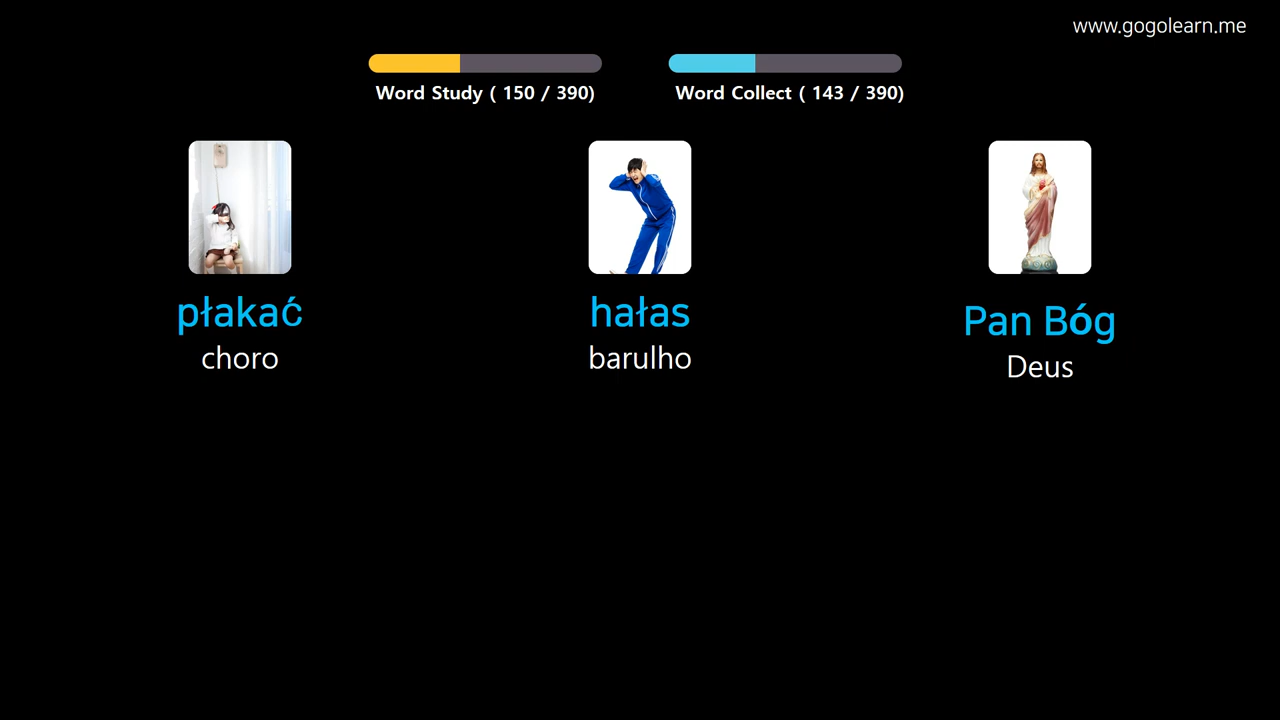 www.gogolearn.me
Word Study ( 150 / 390)
Word Collect ( 143 / 390)
płakać
choro
hałas
barulho
Pan Bóg
Deus